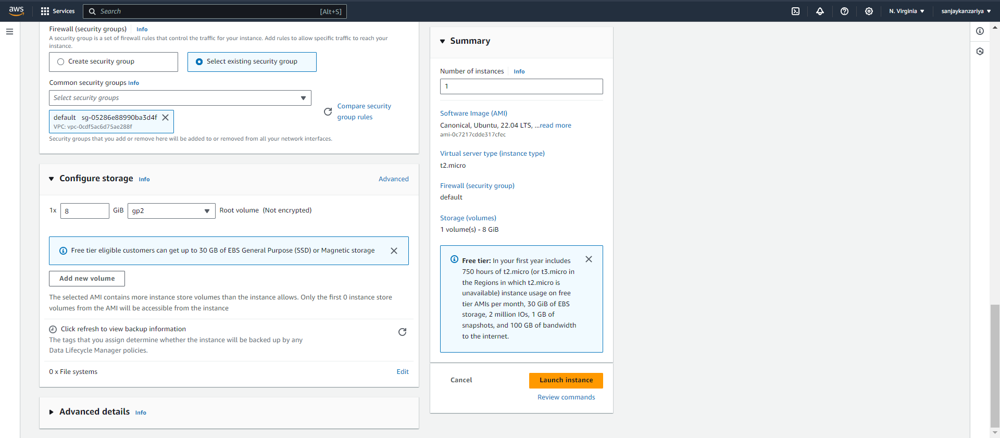 aws
Services
Search
[Alt+S]
N. Virginia
sanjaykanzariya
Firewall (security groups)
Info
A security group is a set of firewall rules that control the traffic for your instance. Add rules to allow specific traffic to reach your
instance.
Create security group
Select existing security group
Common security groups Info
Select security groups
Compare security
group rules
default sg-05286e88990ba3d4f
VPC: vpc-0cdf5ac6d75ae288f
Security groups that you add or remove here will be added to or removed from all your network interfaces.
Configure storage
Info
Advanced
1x
8
GiB
gp2
Root volume (Not encrypted)
Free tier eligible customers can get up to 30 GB of EBS General Purpose (SSD) or Magnetic storage
Add new volume
The selected AMI contains more instance store volumes than the instance allows. Only the first 0 instance store
volumes from the AMI will be accessible from the instance
Click refresh to view backup information
The tags that you assign determine whether the instance will be backed up by any
Data Lifecycle Manager policies.
0 x File systems
Edit
Advanced details
Info
Summary
Number of instances
Info
1
Software Image (AMI)
Canonical, Ubuntu, 22.04 LTS, ...read more
ami-0c7217cdde317cfec
Virtual server type (instance type)
t2.micro
Firewall (security group)
default
Storage (volumes)
1 volume(s) - 8 GiB
Free tier: In your first year includes
750 hours of t2.micro (or t3.micro in
the Regions in which t2.micro is
unavailable) instance usage on free
tier AMIs per month, 30 GiB of EBS
storage, 2 million IOs, 1 GB of
snapshots, and 100 GB of bandwidth
to the internet.
Cancel
Launch instance
Review commands